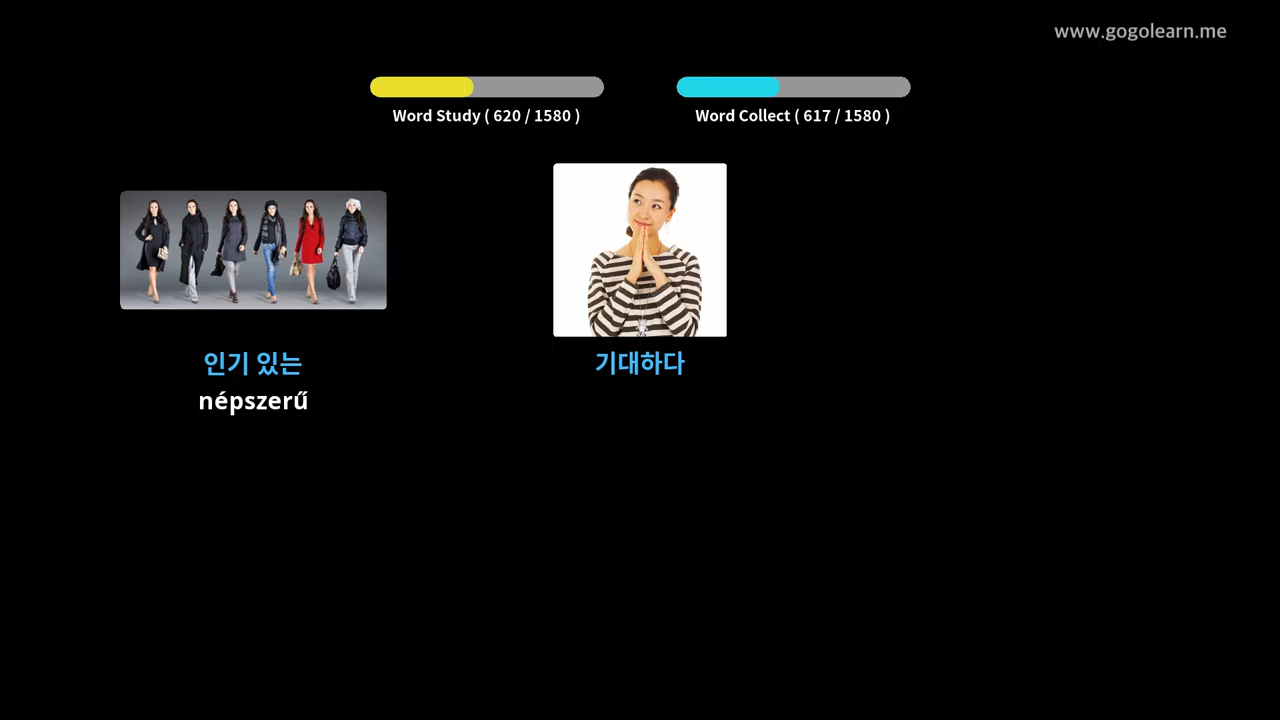 www.gogolearn.me
Word Study ( 620 / 1580 )
Word Collect ( 617 / 1580 )
인기 있는
népszerű
기대하다